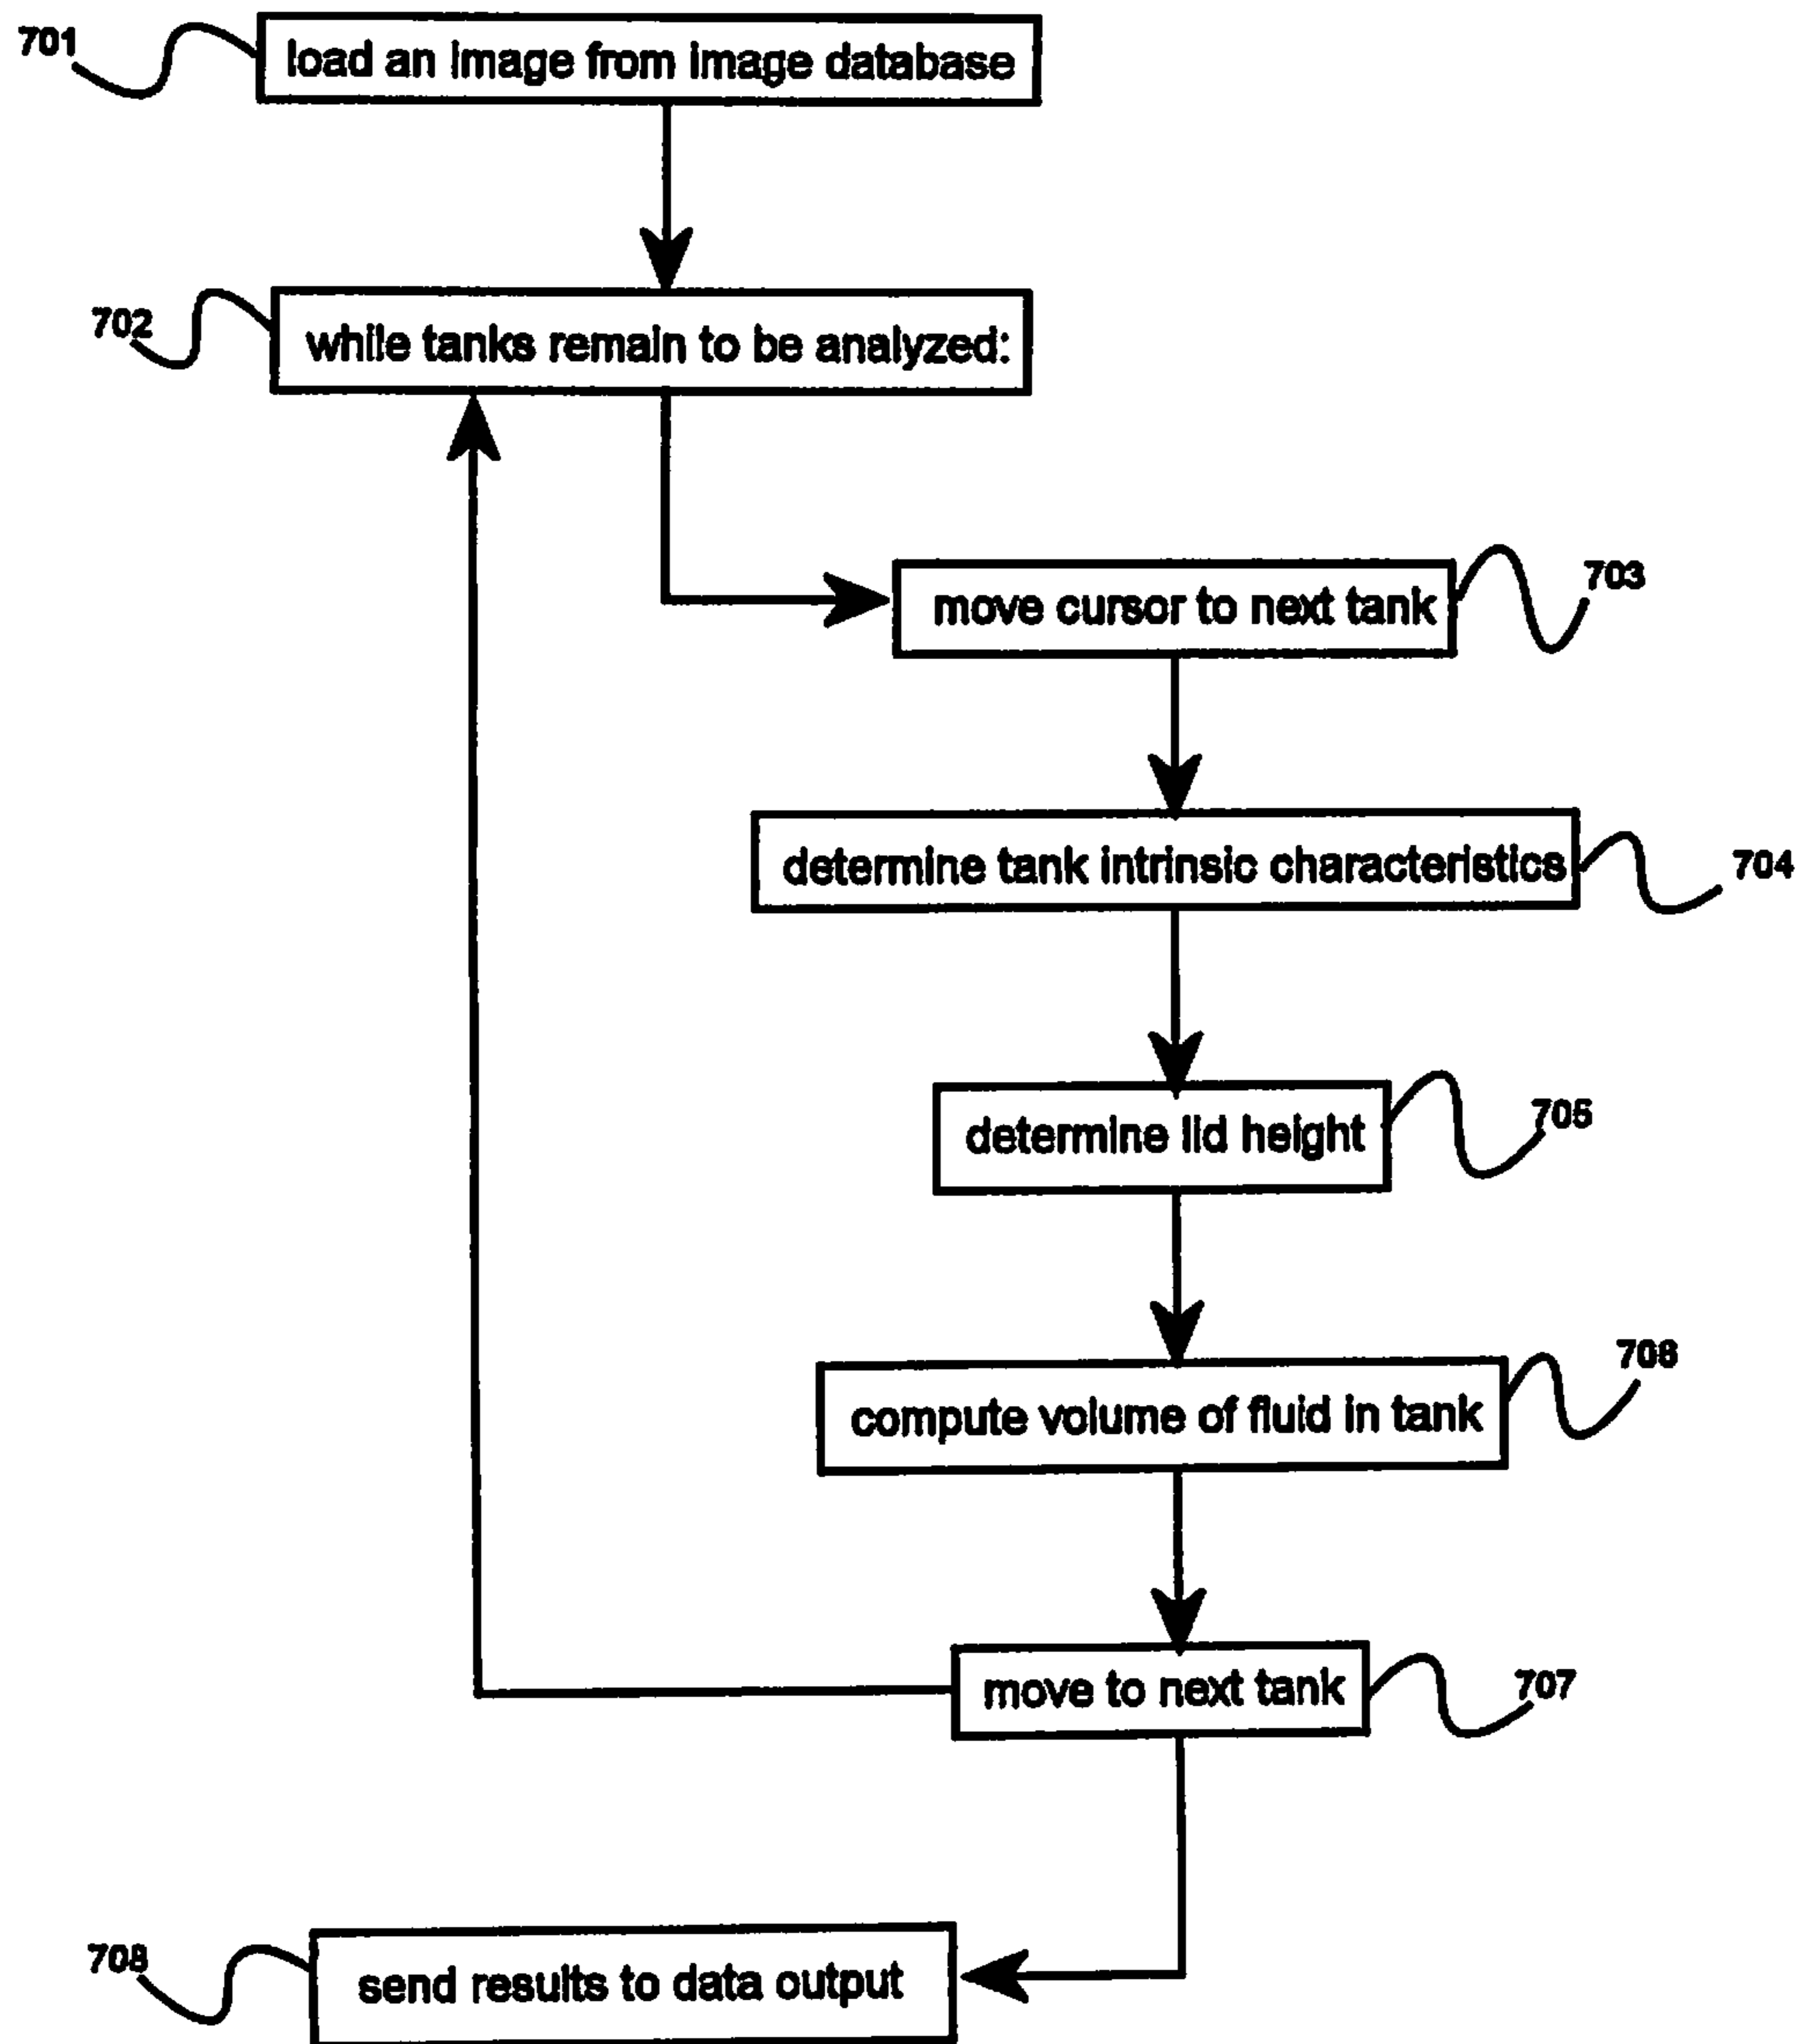 701
load an image from image database
702
while tanks remain to be analyzed:
703
move cursor to next tank
704
determine tank intrinsic characteristics
705
determine lid height
706
compute volume of fluid in tank
707
move to next tank
708
send results to data output